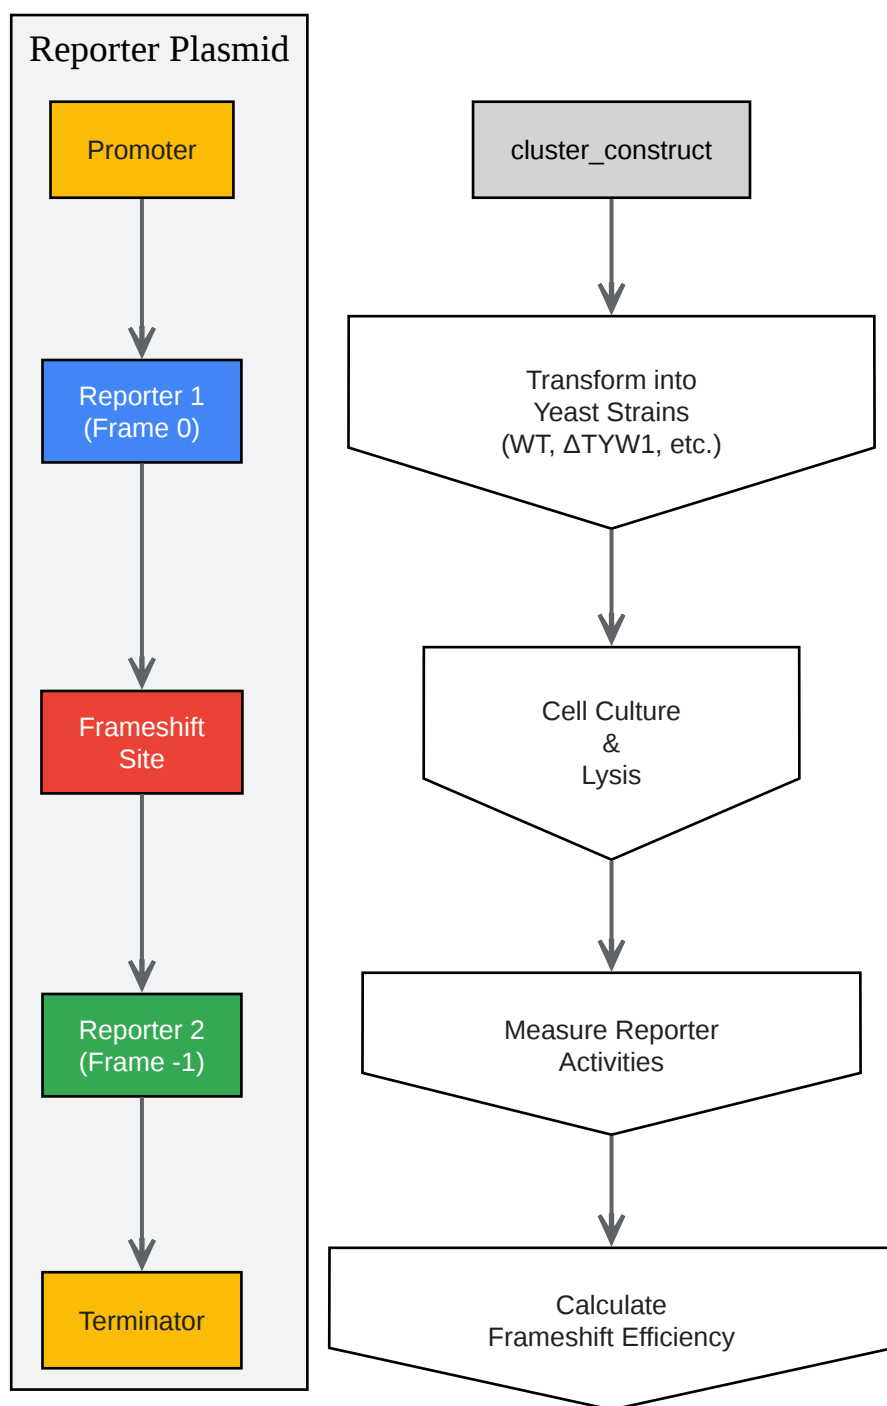 Reporter Plasmid
Promoter
Reporter 1
(Frame 0)
Frameshift
Site
Reporter 2
(Frame -1)
Terminator
cluster_construct
Transform into
Yeast Strains
(WT, ΔTYW1, etc.)
Cell Culture
&
Lysis
Measure Reporter
Activities
Calculate
Frameshift Efficiency